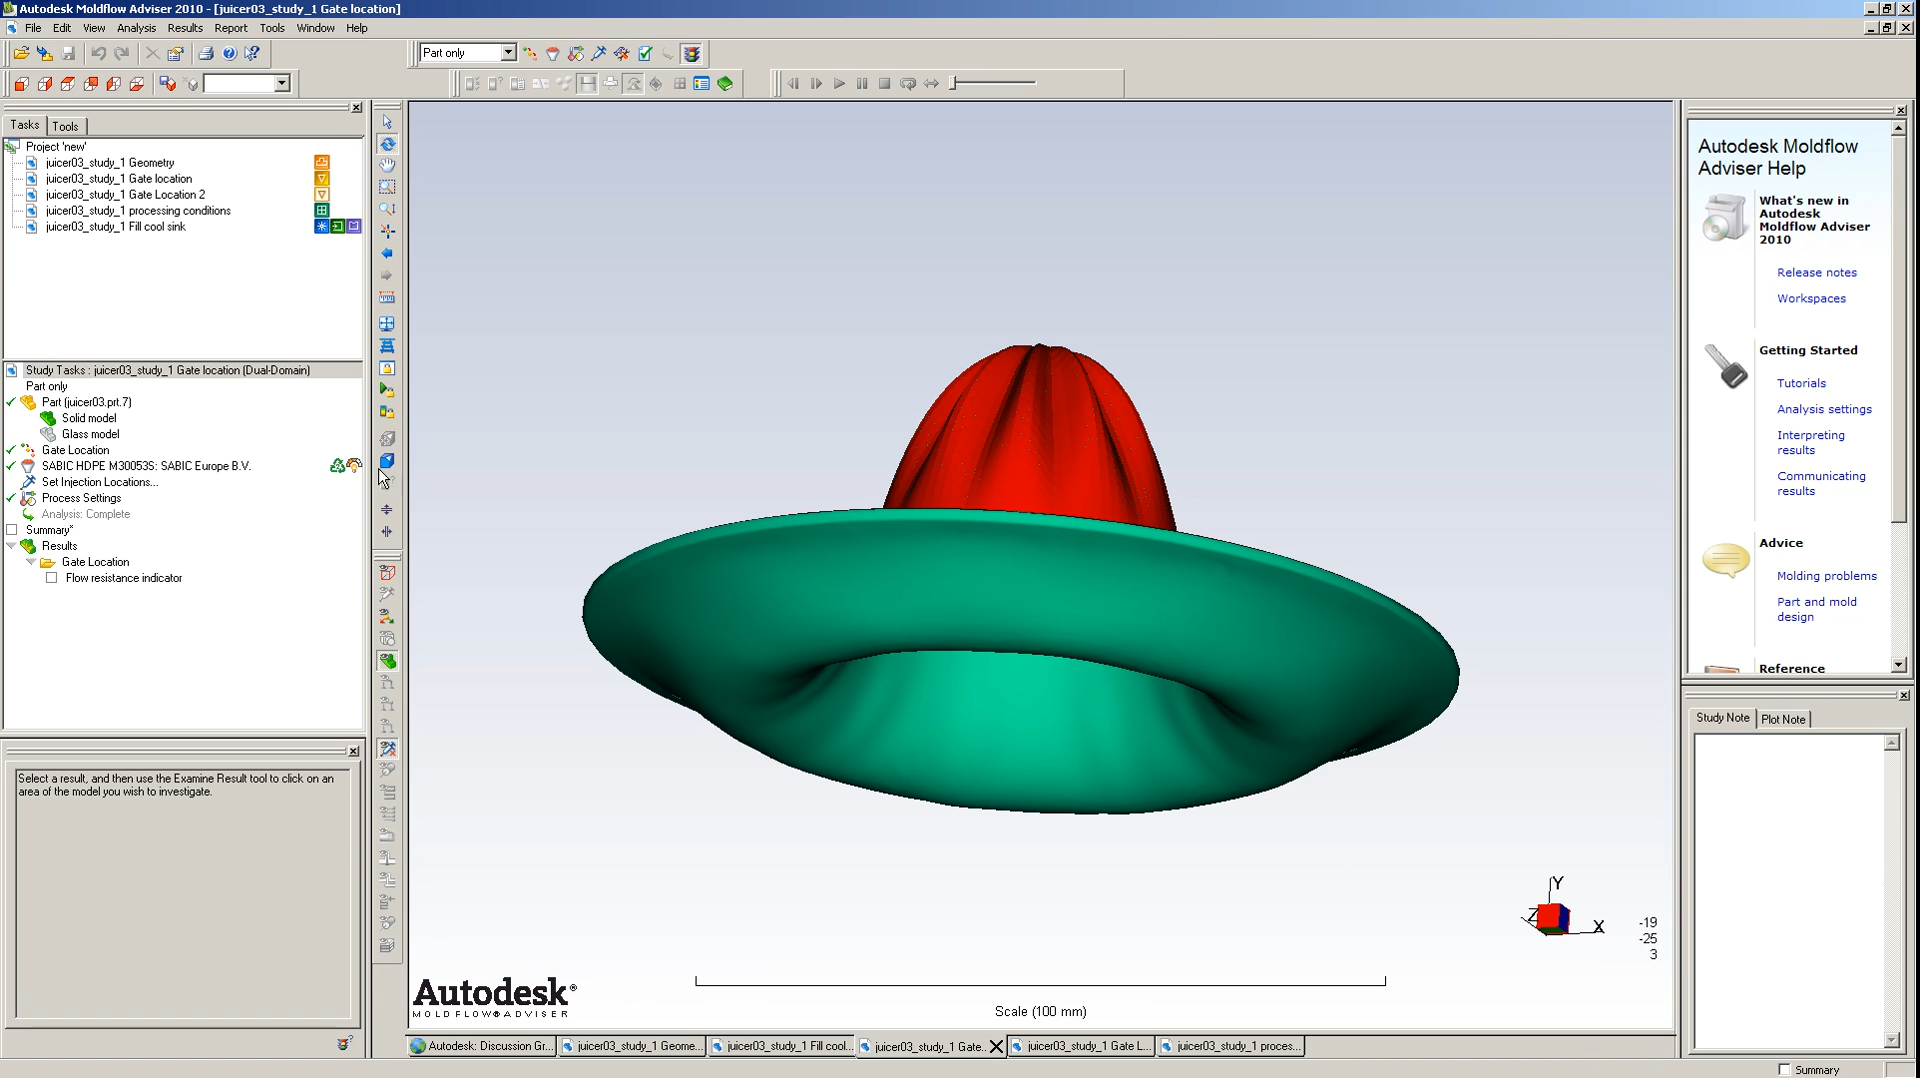 Autodesk Moldflow Adviser 2010 - [juicer03_study_1 Gate location]
File Edit View Analysis Results Report Tools Window Help
Part only
Tasks Tools
Project 'new'
juicer03_study_1 Geometry
juicer03_study_1 Gate location
juicer03_study_1 Gate Location 2
juicer03_study_1 processing conditions
juicer03_study_1 Fill cool sink
Study Tasks : juicer03_study_1 Gate location (Dual-Domain)
Part only
Part (juicer03.prt.7)
Solid model
Glass model
Gate Location
SABIC HDPE M30053S: SABIC Europe B.V.
Set Injection Locations...
Process Settings
Analysis: Complete
Summary*
Results
Gate Location
Flow resistance indicator
Select a result, and then use the Examine Result tool to click on an
area of the model you wish to investigate.
Y
Z
X
-19
-25
3
Autodesk®
MOLDFLOW® ADVISER
Scale (100 mm)
Autodesk: Discussion Gr...
juicer03_study_1 Geome...
juicer03_study_1 Fill cool...
juicer03_study_1 Gate...
juicer03_study_1 Gate L...
juicer03_study_1 proces...
Autodesk Moldflow
Adviser Help
What's new in
Autodesk
Moldflow Adviser
2010
Release notes
Workspaces
Getting Started
Tutorials
Analysis settings
Interpreting
results
Communicating
results
Advice
Molding problems
Part and mold
design
Reference
Study Note Plot Note
Summary